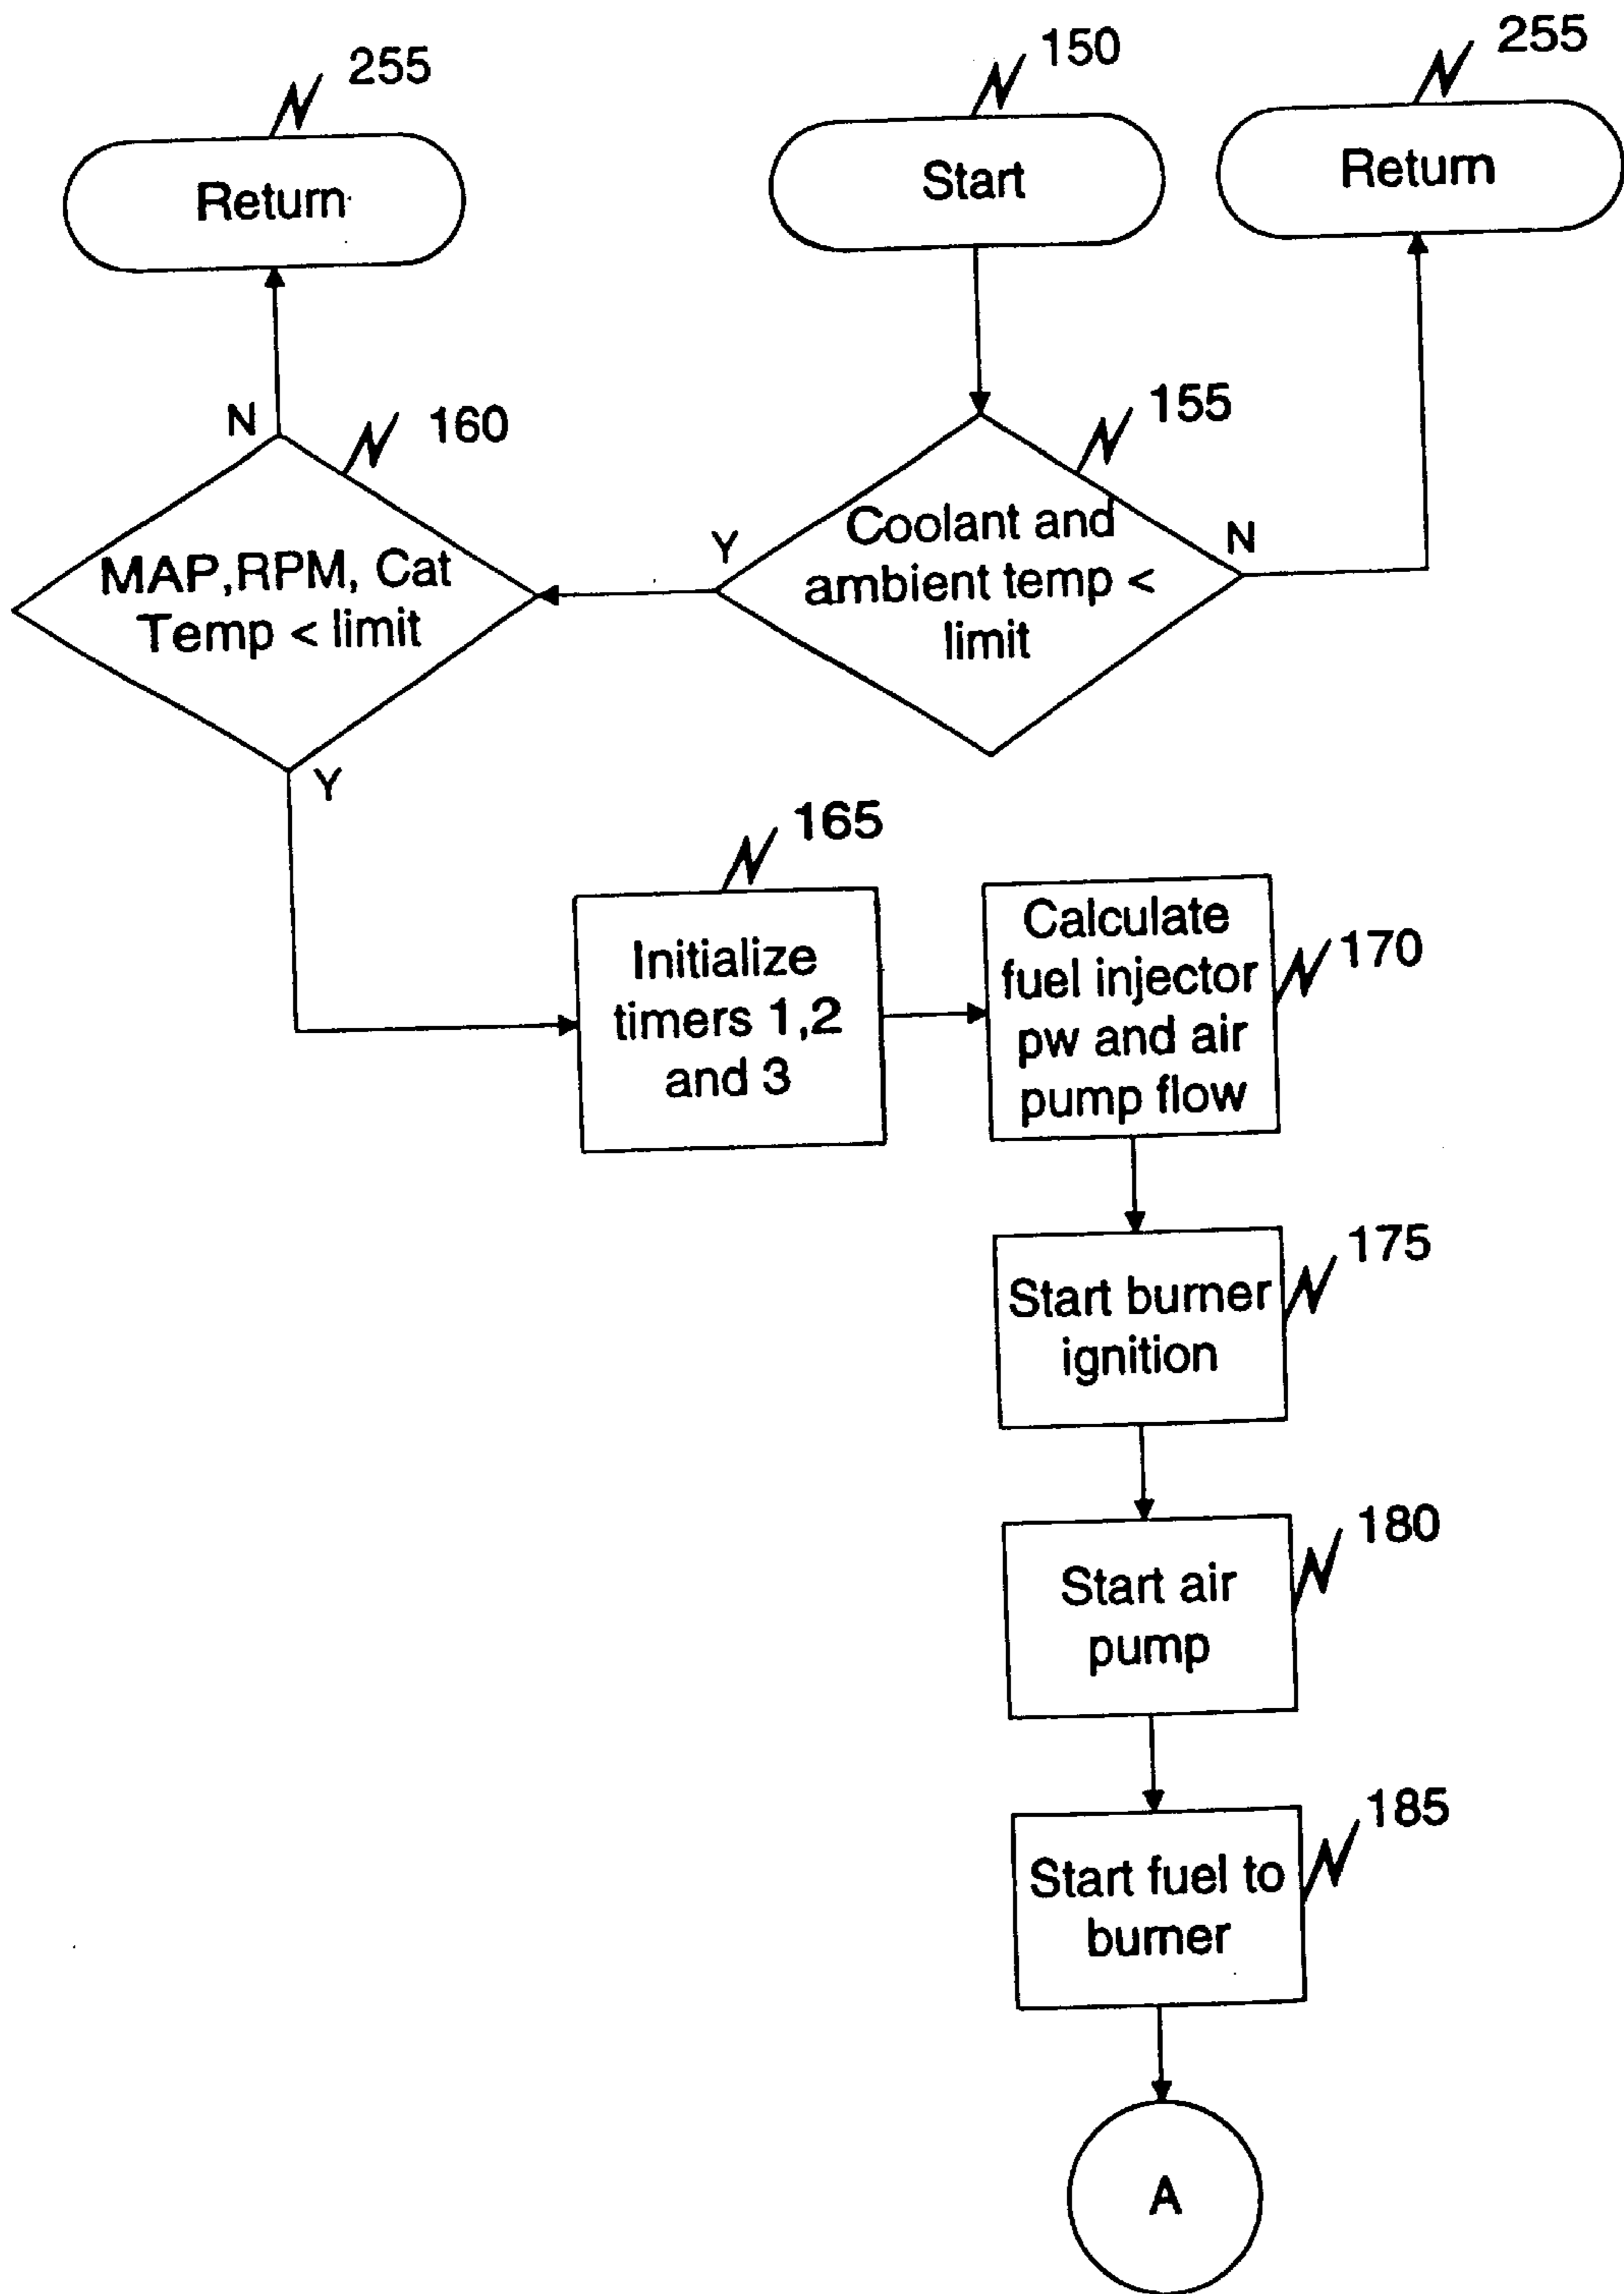 255
150
255
Return
Start
Return
N
160
155
MAP,RPM, Cat
Temp < limit
Y
Coolant and
ambient temp <
limit
N
Y
165
Initialize
timers 1,2
and 3
Calculate
fuel injector
pw and air
pump flow
170
Start burner
ignition
175
Start air
pump
180
Start fuel to
burner
185
A